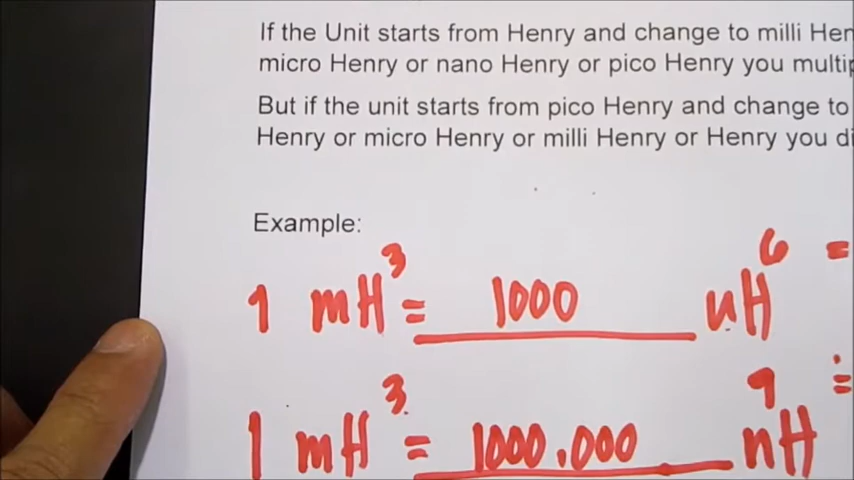 If the Unit starts from Henry and change to milli Hen
micro Henry or nano Henry or pico Henry you multip
But if the unit starts from pico Henry and change to
Henry or micro Henry or milli Henry or Henry you di
Example:
1 mH³ = 1000 uH⁶ =
1 mH³ = 1000.000 nH⁹ =